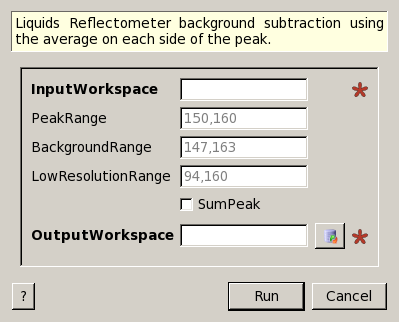 Liquids Reflectometer background subtraction using
the average on each side of the peak.
InputWorkspace
PeakRange 150,160
BackgroundRange 147,163
LowResolutionRange 94,160
SumPeak
OutputWorkspace
? Run Cancel